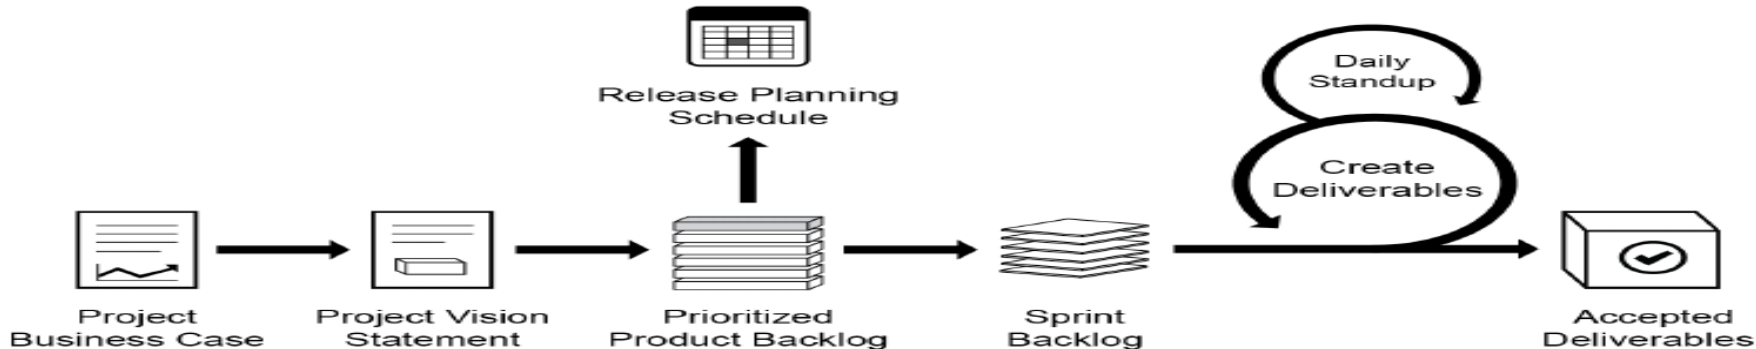 Daily
Standup
Release Planning
Schedule
Create
Deliverables
Project
Business Case
Project Vision
Statement
Prioritized
Product Backlog
Sprint
Backlog
Accepted
Deliverables